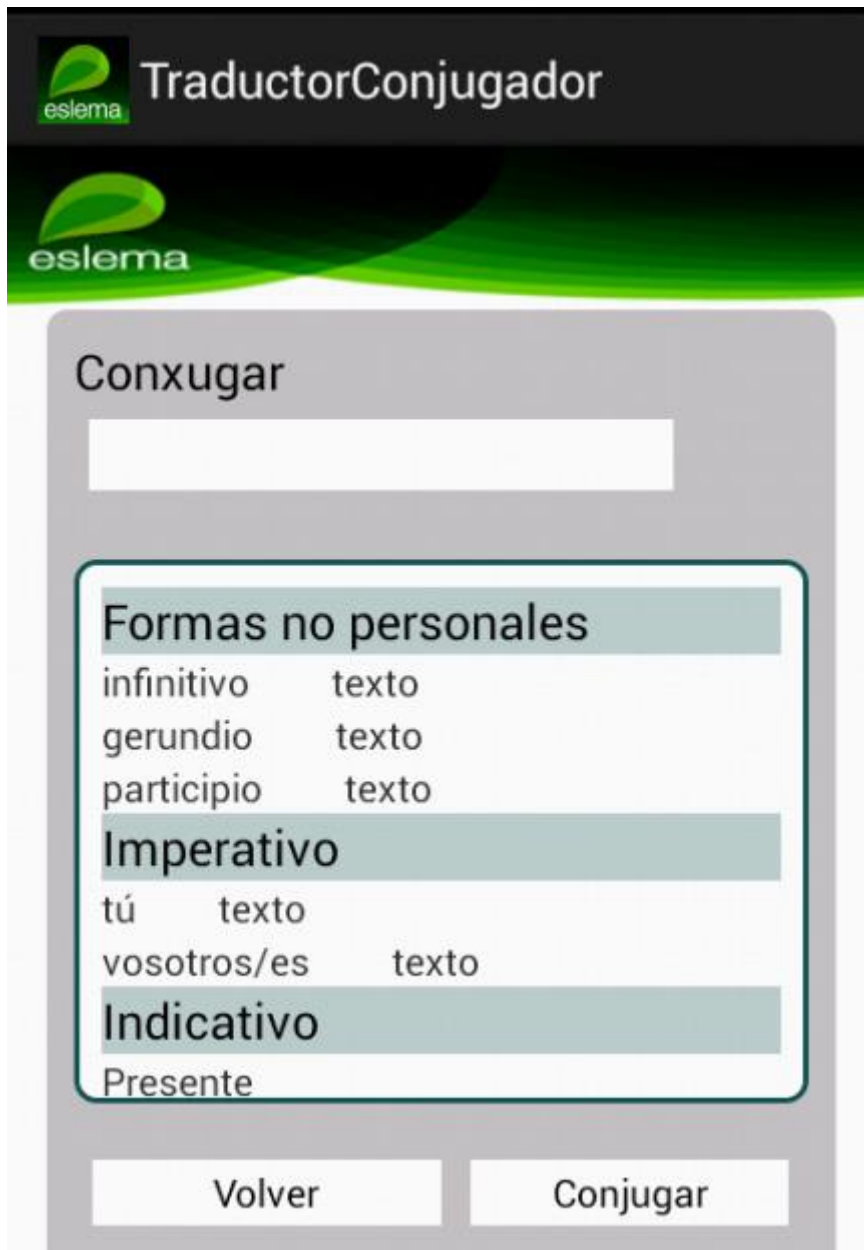 eslema
TraductorConjugador
eslema
Conxugar
Formas no personales
infinitivo texto
gerundio texto
participio texto
Imperativo
tú texto
vosotros/es texto
Indicativo
Presente
Volver Conjugar